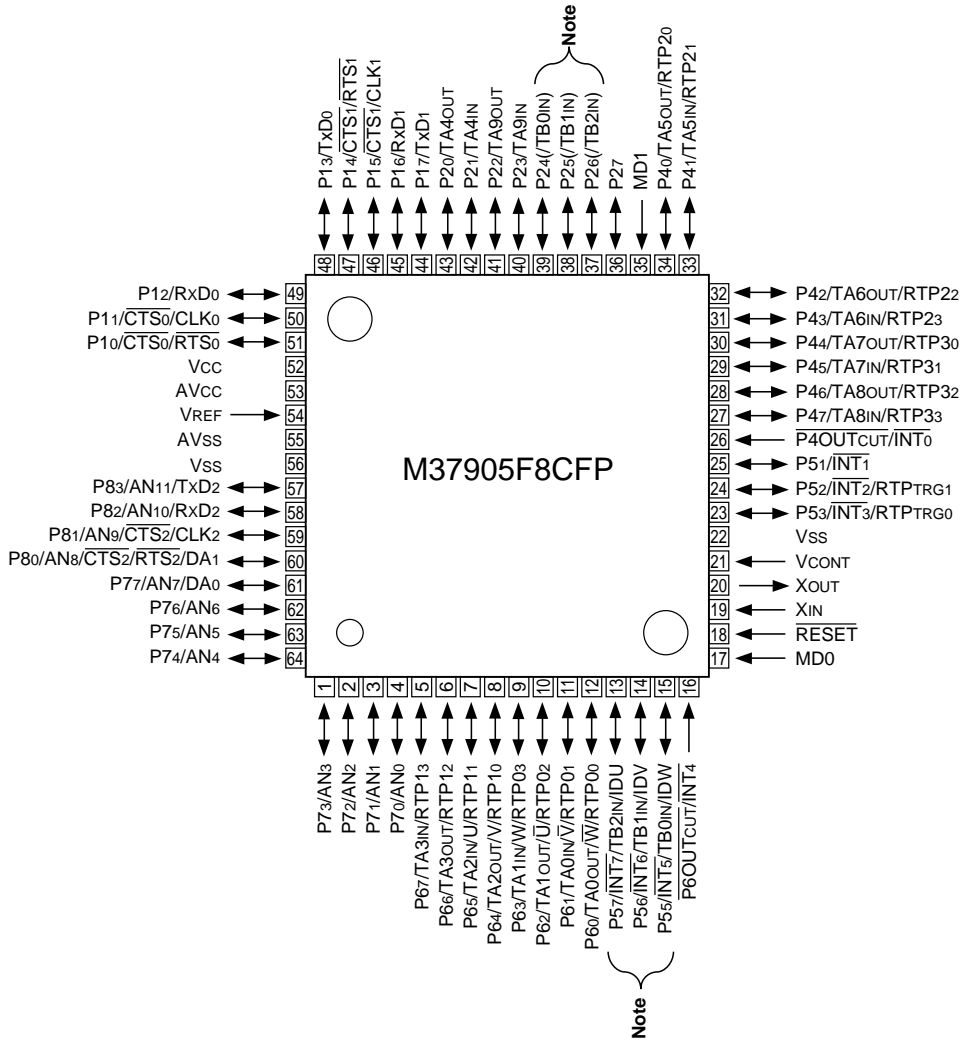 Note
P13/TxD0
P14/CTS1/RTS1
P15/CTS1/CLK1
P16/RxD1
P17/TxD1
P20/TA4OUT
P21/TA4IN
P22/TA9OUT
P23/TA9IN
P24(/TB0IN)
P25(/TB1IN)
P26(/TB2IN)
P27
MD1
P40/TA5OUT/RTP20
P41/TA5IN/RTP21
48 47 46 45 44 43 42 41 40 39 38 37 36 35 34 33
P12/RxD0 49
P11/CTS0/CLK0 50
P10/CTS0/RTS0 51
VCC 52
AVCC 53
VREF 54
AVSS 55
VSS 56
P83/AN11/TxD2 57
P82/AN10/RxD2 58
P81/AN9/CTS2/CLK2 59
P80/AN8/CTS2/RTS2/DA1 60
P77/AN7/DA0 61
P76/AN6 62
P75/AN5 63
P74/AN4 64
M37905F8CFP
32 P42/TA6OUT/RTP22
31 P43/TA6IN/RTP23
30 P44/TA7OUT/RTP30
29 P45/TA7IN/RTP31
28 P46/TA8OUT/RTP32
27 P47/TA8IN/RTP33
26 P4OUTCUT/INT0
25 P51/INT1
24 P52/INT2/RTPTRG1
23 P53/INT3/RTPTRG0
22 VSS
21 VCONT
20 XOUT
19 XIN
18 RESET
17 MD0
1 2 3 4 5 6 7 8 9 10 11 12 13 14 15 16
P73/AN3
P72/AN2
P71/AN1
P70/AN0
P67/TA3IN/RTP13
P66/TA3OUT/RTP12
P65/TA2IN/U/RTP11
P64/TA2OUT/V/RTP10
P63/TA1IN/W/RTP03
P62/TA1OUT/U/RTP02
P61/TA0IN/V/RTP01
P60/TA0OUT/W/RTP00
P57/INT7/TB2IN/IDU
P56/INT6/TB1IN/IDV
P55/INT5/TB0IN/IDW
P6OUTCUT/INT4
Note